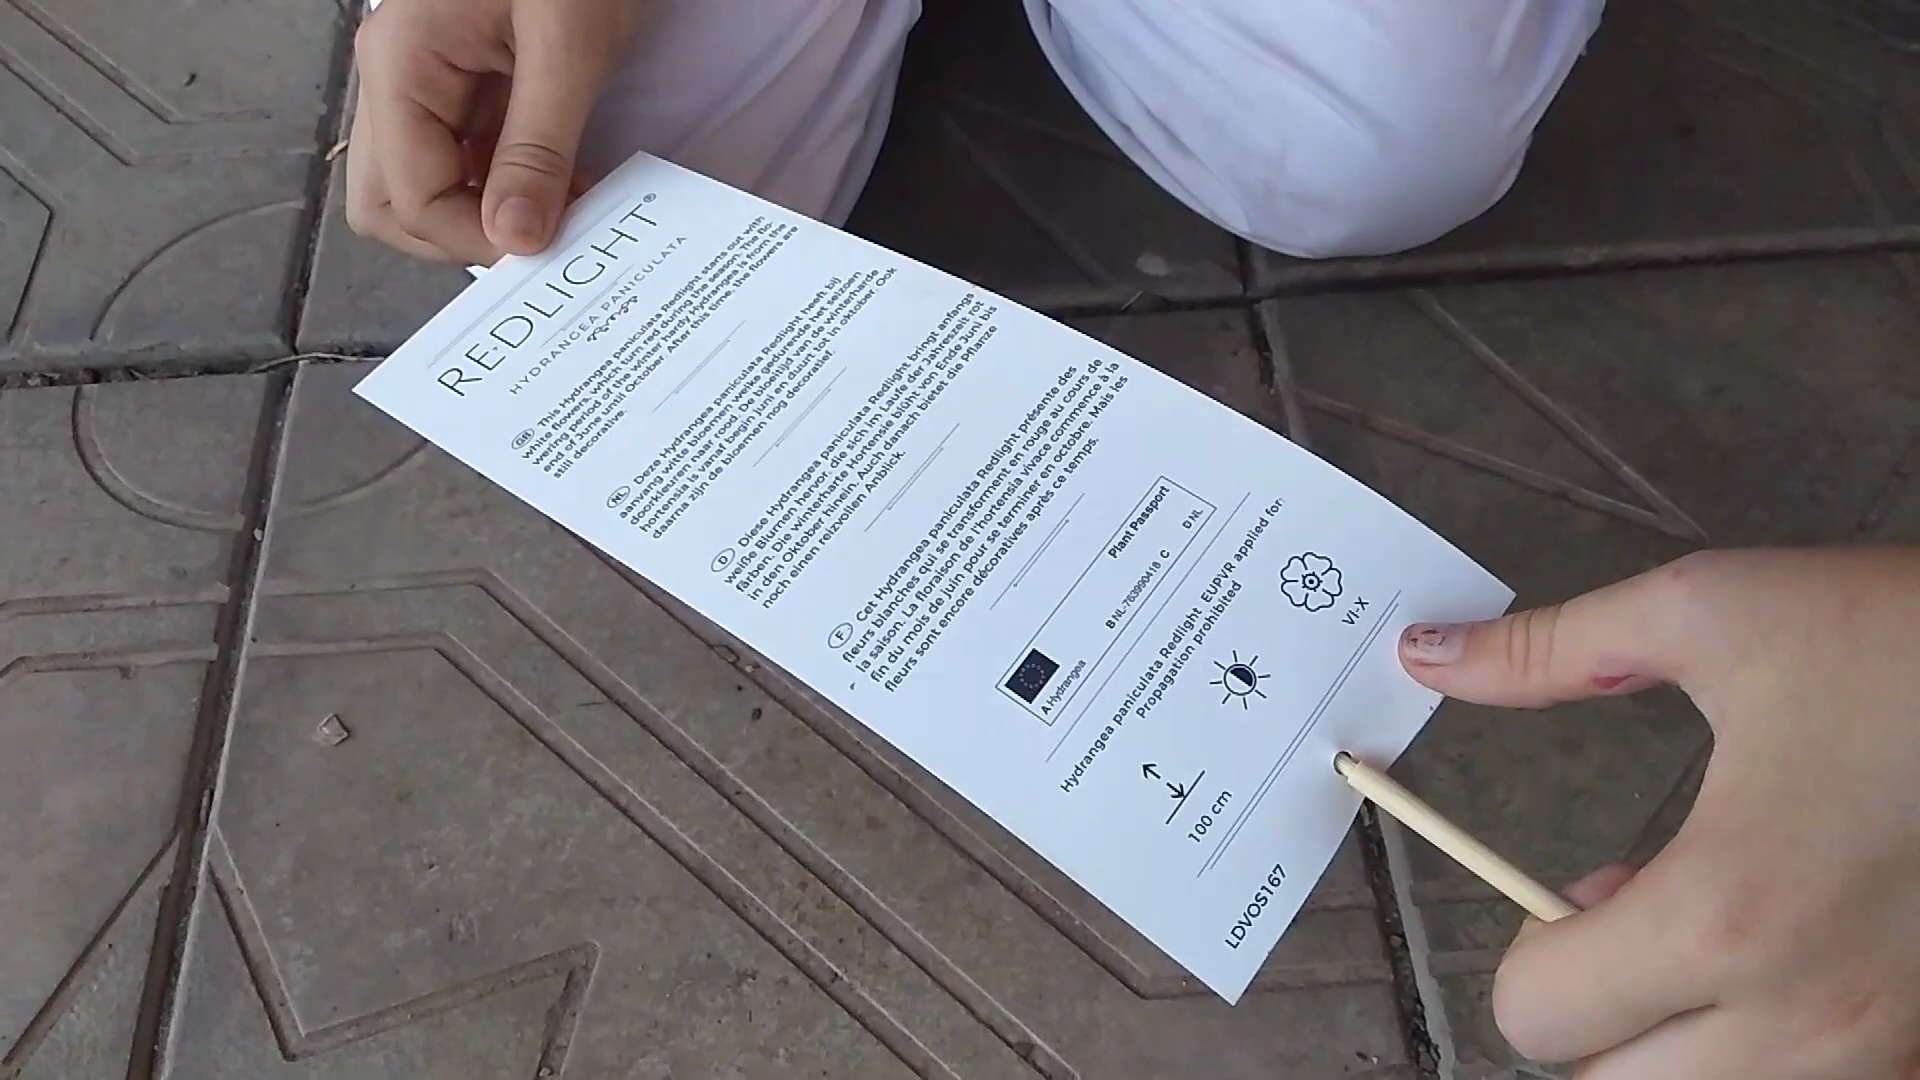 REDLIGHT®
HYDRANGEA PANICULATA
GB This Hydrangea paniculata Redlight starts out with
white flowers, which turn red during the season. The flo-
wering period of the winter hardy Hydrangea is from the
end of June until October. After this time, the flowers are
still decorative.
NL Deze Hydrangea paniculata Redlight heeft bij
aanvang witte bloemen welke gedurende het seizoen
doorkleuren naar rood. De bloeitijd van de winterharde
hortensia is vanaf begin juni en duurt tot in oktober. Ook
daarna zijn de bloemen nog decoratief.
D Diese Hydrangea paniculata Redlight bringt anfangs
weiße Blumen hervor, die sich im Laufe der Jahreszeit rot
färben. Die winterharte Hortensie blüht von Ende Juni bis
in den Oktober hinein. Auch danach bietet die Pflanze
noch einen reizvollen Anblick.
F Cet Hydrangea paniculata Redlight présente des
fleurs blanches qui se transforment en rouge au cours de
la saison. La floraison de l'hortensia vivace commence à la
fin du mois de juin pour se terminer en octobre. Mais les
fleurs sont encore décoratives après ce temps.
Plant Passport
A Hydrangea B NL-763990418 C D NL
Hydrangea paniculata Redlight EUPVR applied for:
Propagation prohibited
100 cm VI-X
LDVOS167